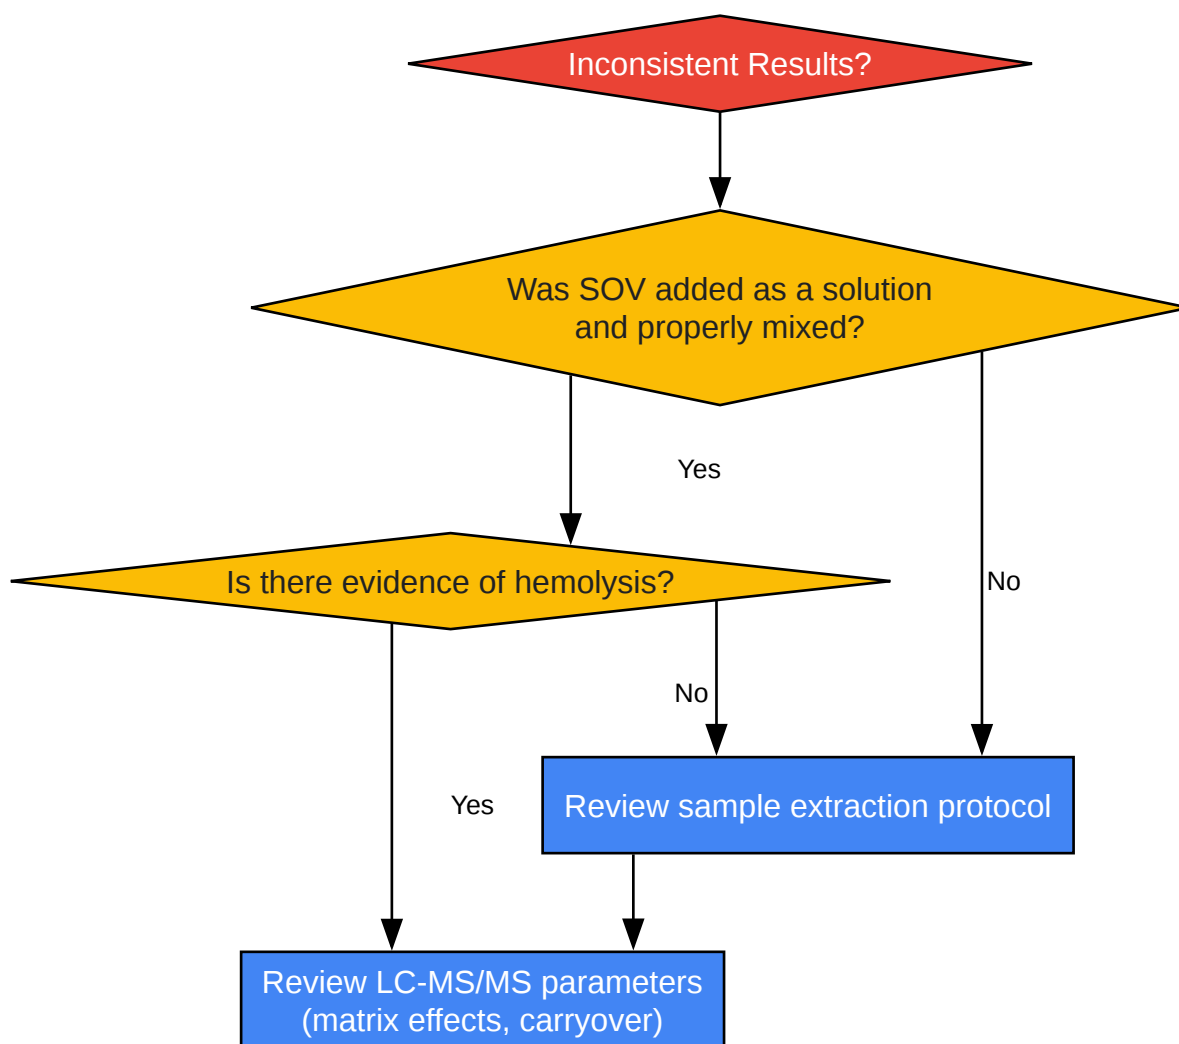 Inconsistent Results?
Was SOV added as a solution
and properly mixed?
Yes
Is there evidence of hemolysis?
No
No
Yes
Review sample extraction protocol
Review LC-MS/MS parameters
(matrix effects, carryover)